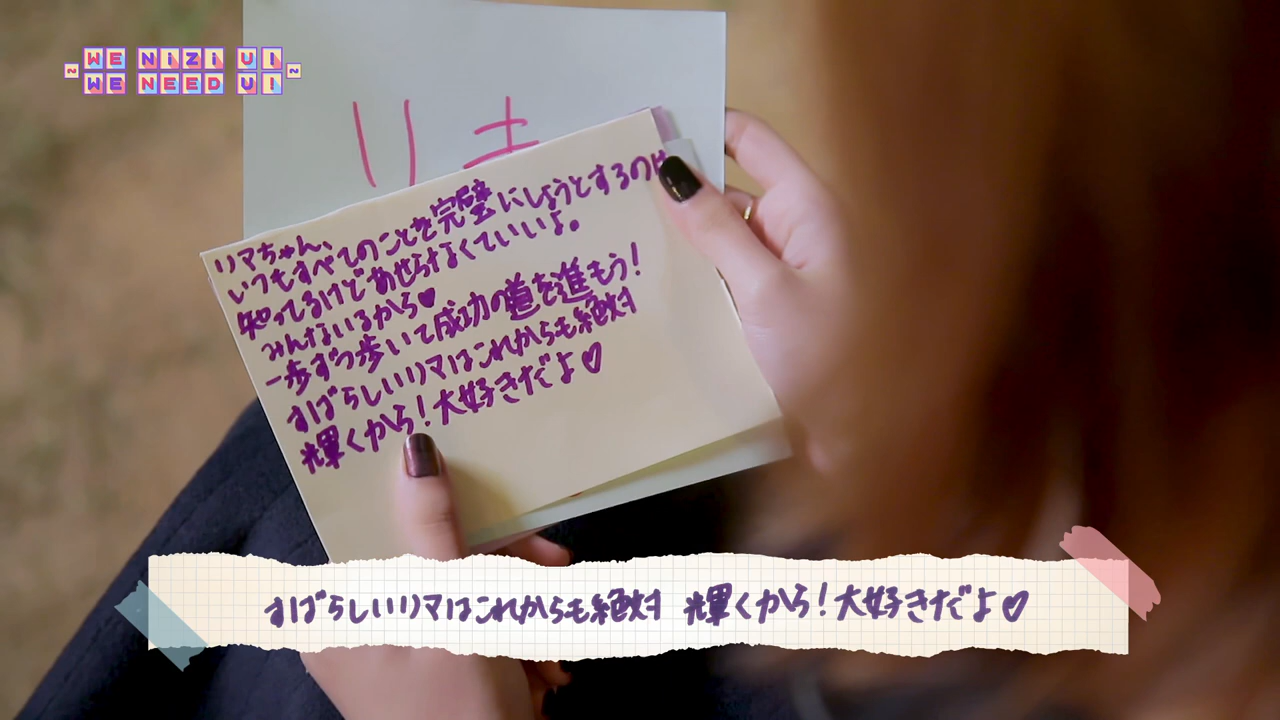 ~WE NiZi UI
WE NEED UI~
リマちゃん、
いつもすべてのことを完璧にしようとするのは
知ってるけどあせらなくていいよ。
みんないるから♥
一歩ずつ歩いて成功の道を進もう!
すばらしいリマはこれからも絶対
輝くから!大好きだよ♡
すばらしいリマはこれからも絶対 輝くから!大好きだよ♡